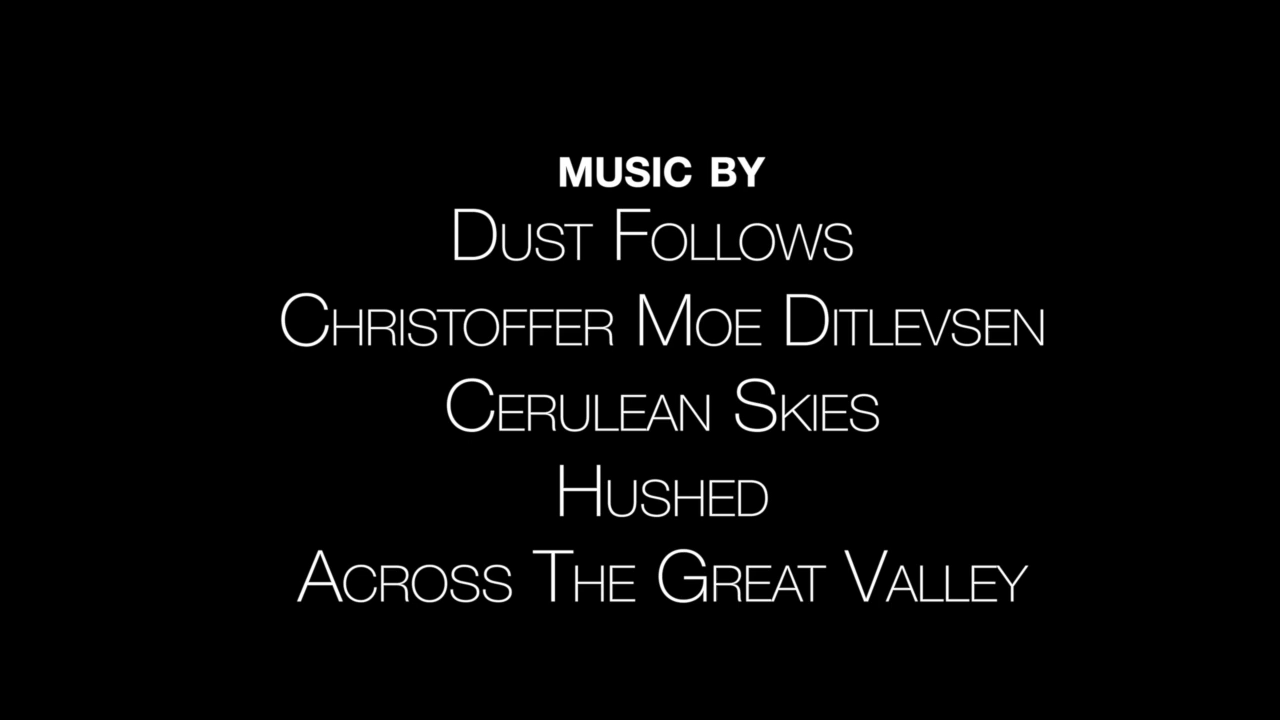 MUSIC BY
DUST FOLLOWS
CHRISTOFFER MOE DITLEVSEN
CERULEAN SKIES
HUSHED
ACROSS THE GREAT VALLEY